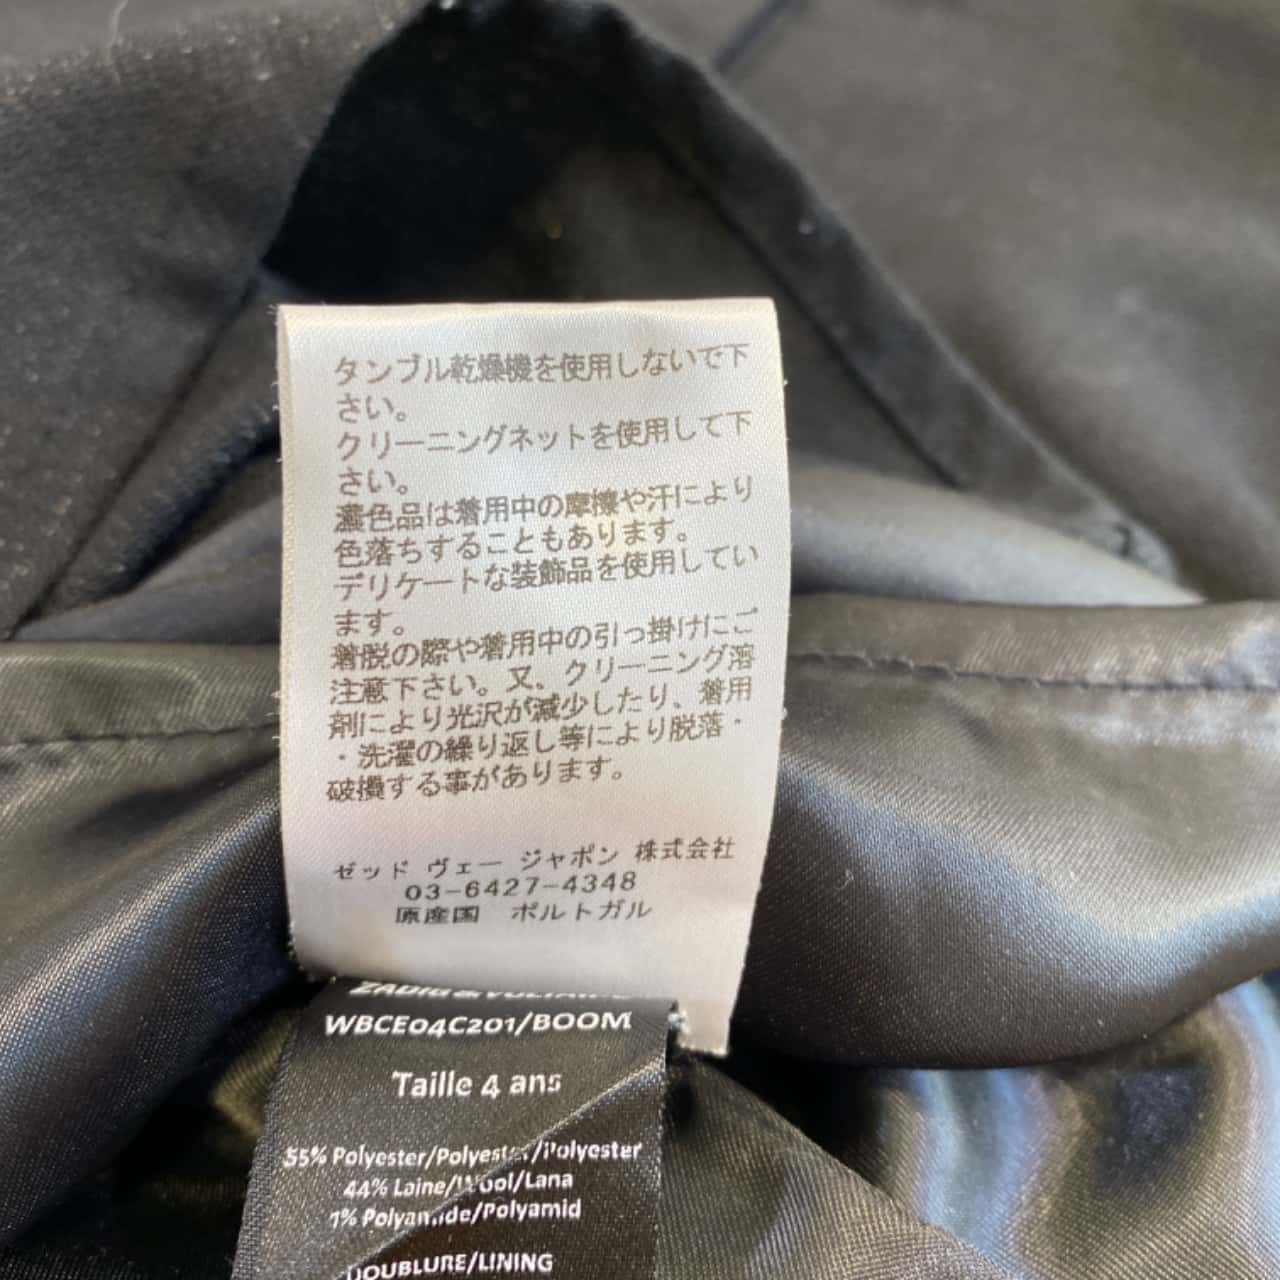 タンブル乾燥機を使用しないで下
さい。
クリーニングネットを使用して下
さい。
濃色品は着用中の摩擦や汗により
色落ちすることもあります。
デリケートな装飾品を使用してい
ます。
着脱の際や着用中の引っ掛けにご
注意下さい。又、クリーニング溶
剤により光沢が減少したり、着用
・洗濯の繰り返し等により脱落・
破損する事があります。
ゼッド ヴェー ジャポン 株式会社
03-6427-4348
原産国 ポルトガル
ZADIG&VOLTAIRE
WBCE04C201/BOOM
Taille 4 ans
55% Polyester/Polyester/Polyester
44% Laine/Wool/Lana
1% Polyamide/Polyamid
DOUBLURE/LINING